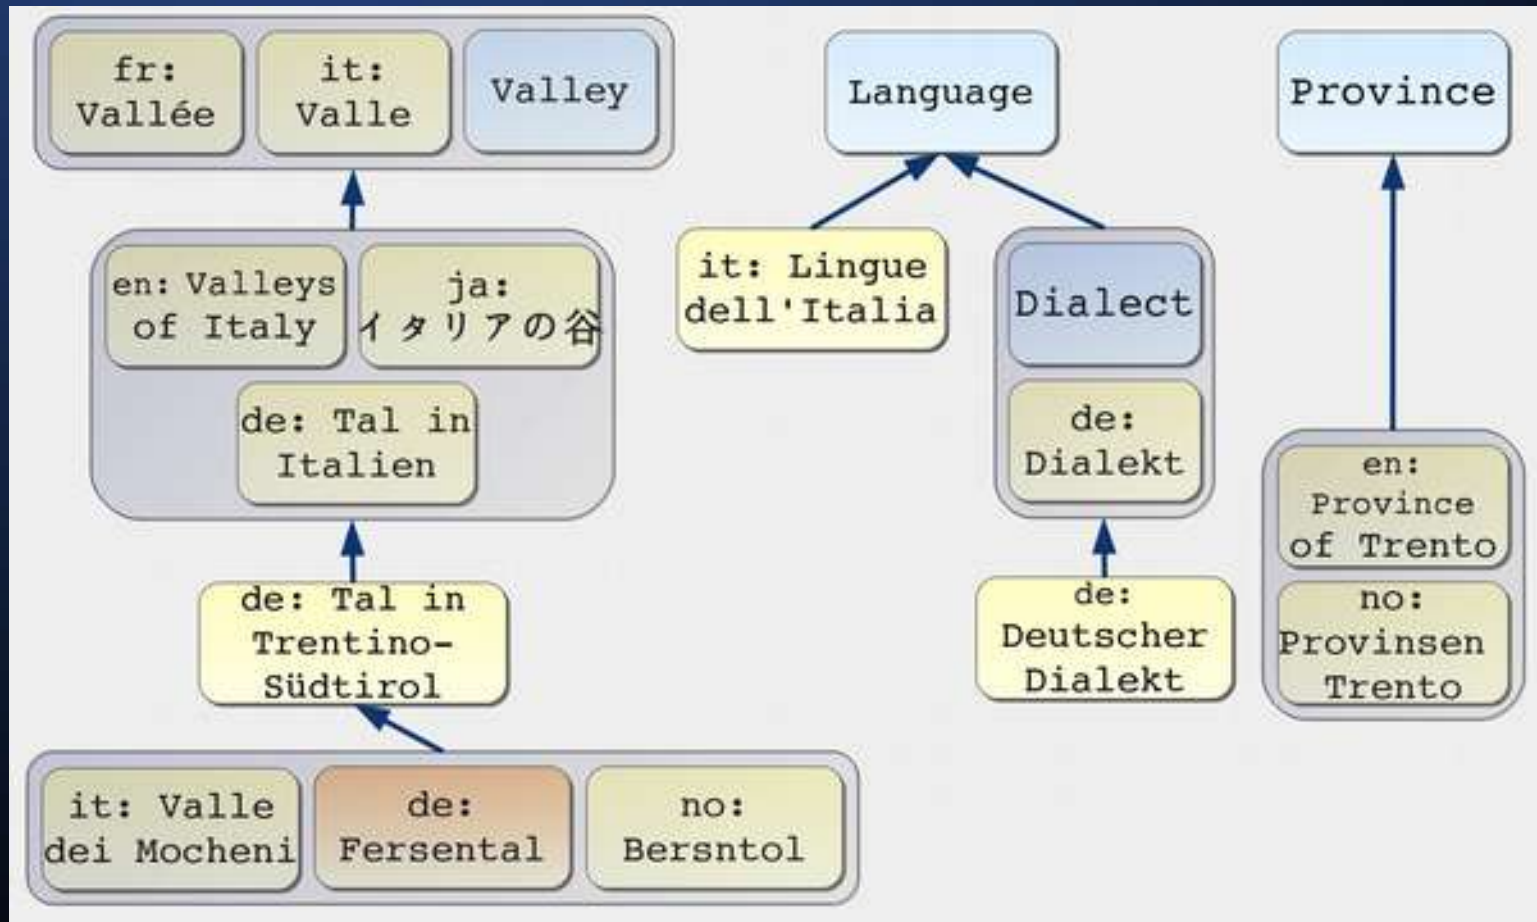 fr:
Vallée
it:
Valle
Valley
Language
Province
en: Valleys
of Italy
ja:
イタリアの谷
de: Tal in
Italien
it: Lingue
dell'Italia
Dialect
de:
Dialekt
en:
Province
of Trento
no:
Provinsen
Trento
de: Tal in
Trentino-
Südtirol
de:
Deutscher
Dialekt
it: Valle
dei Mocheni
de:
Fersental
no:
Bersntol